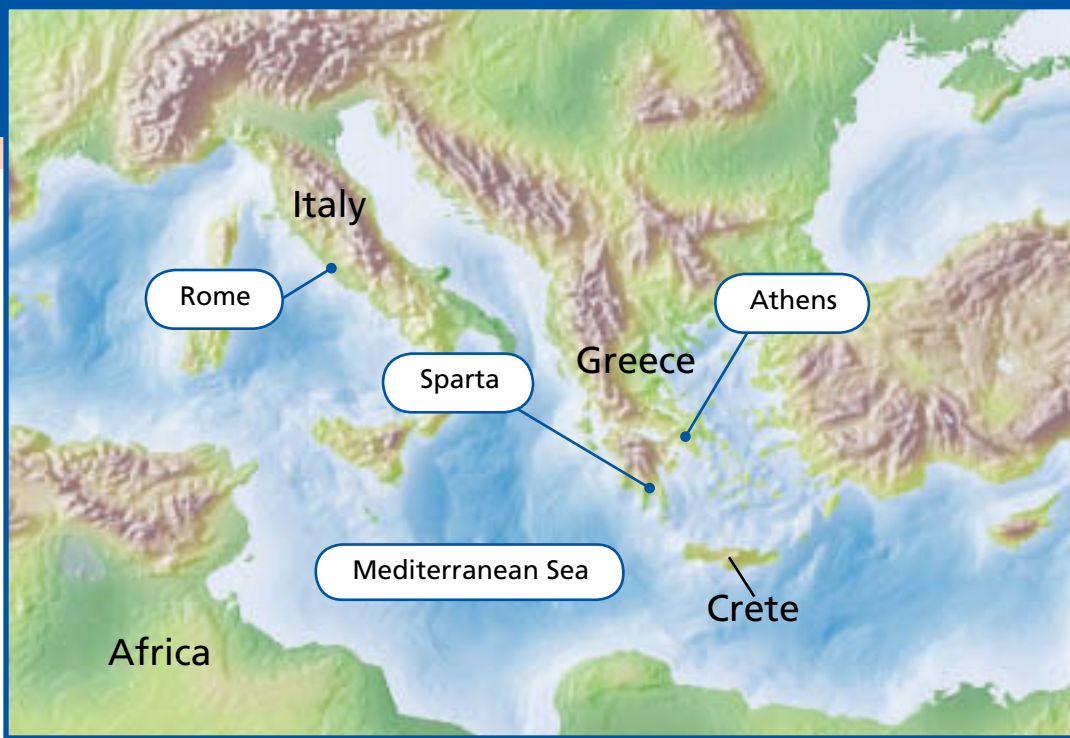 Italy
Rome
Athens
Greece
Sparta
Mediterranean Sea
Crete
Africa